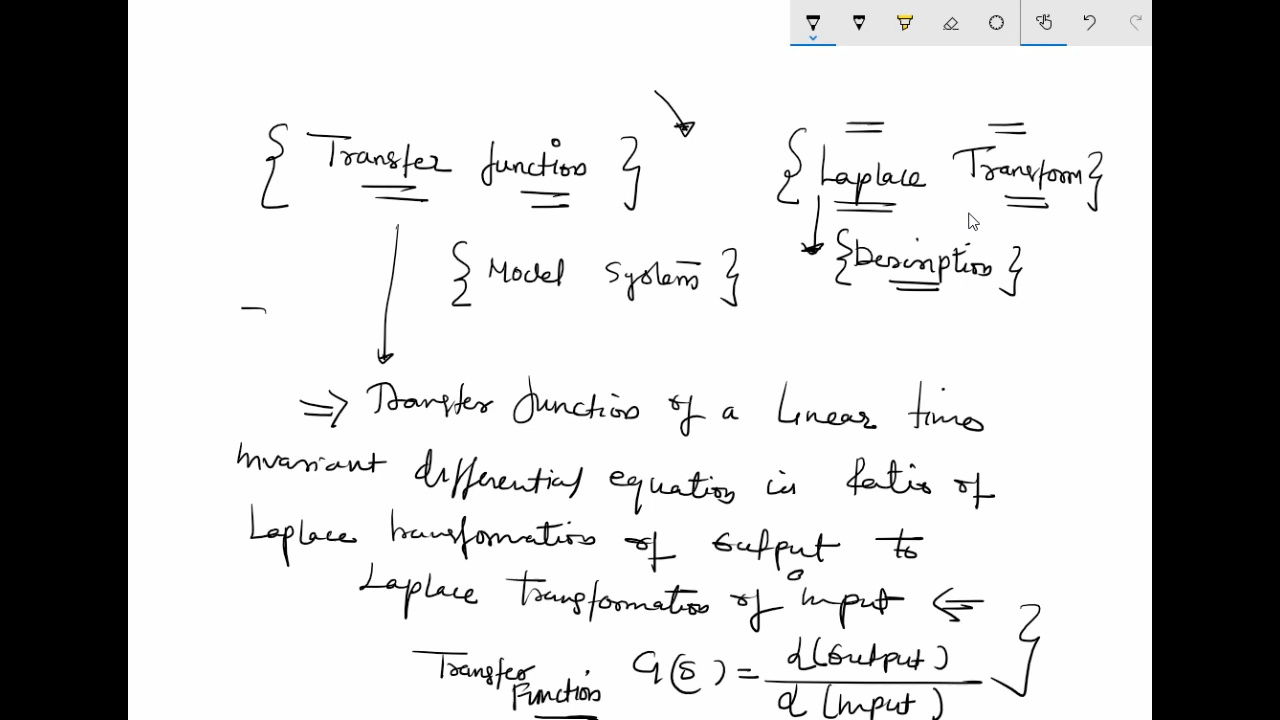 { Transfer function } { Laplace Transform }
{ Model System } { Description }
⇒ Transfer function of a Linear time
invariant differential equation is Ratio of
Laplace transformation of output to
Laplace Transformation of input ⇐
Transfer Function G(s) = L(output) / L(Input) }